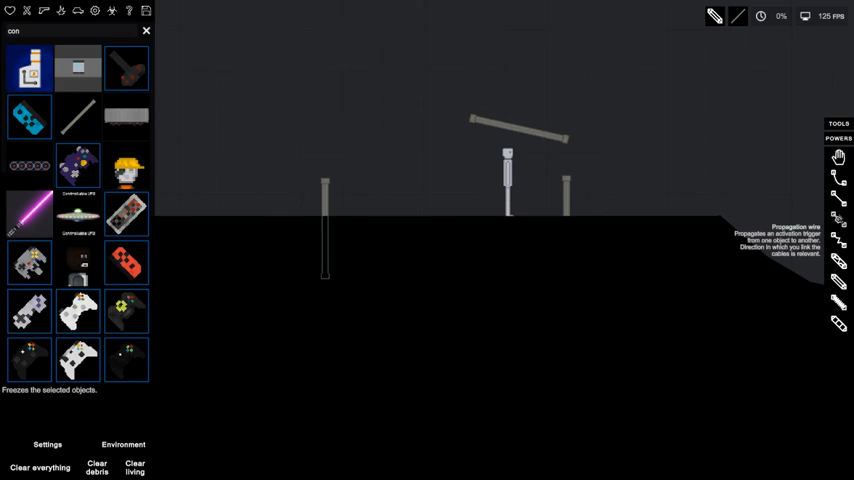 0%
125 FPS
con
TOOLS
POWERS
Controllable UFO
Controllable UFO
Propagation wire
Propagates an activation trigger
from one object to another.
Direction in which you link the
cables is relevant.
Freezes the selected objects.
Settings
Environment
Clear everything
Clear
debris
Clear
living